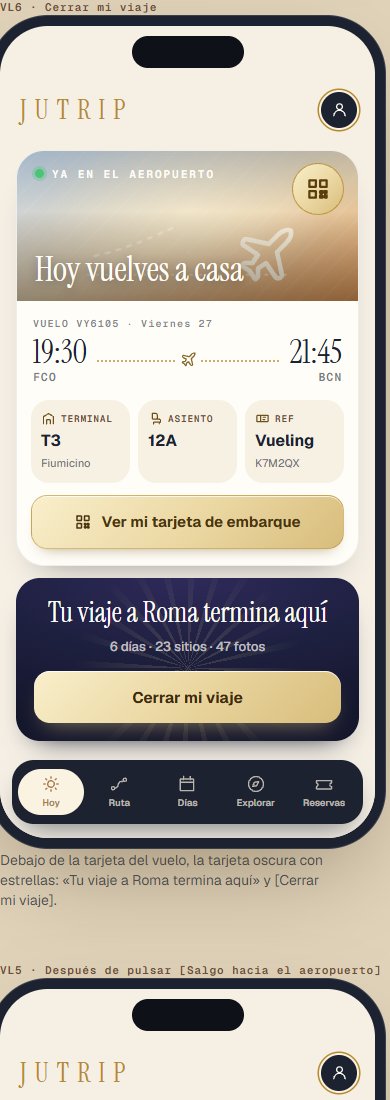 VL6 · Cerrar mi viaje
JUTRIP
YA EN EL AEROPUERTO
Hoy vuelves a casa
VUELO VY6105 · Viernes 27
19:30 21:45
FCO BCN
TERMINAL ASIENTO REF
T3 12A Vueling
Fiumicino K7M2QX
Ver mi tarjeta de embarque
Tu viaje a Roma termina aquí
6 días · 23 sitios · 47 fotos
Cerrar mi viaje
Hoy Ruta Días Explorar Reservas
Debajo de la tarjeta del vuelo, la tarjeta oscura con
estrellas: «Tu viaje a Roma termina aquí» y [Cerrar
mi viaje].
VL5 · Después de pulsar [Salgo hacia el aeropuerto]
JUTRIP